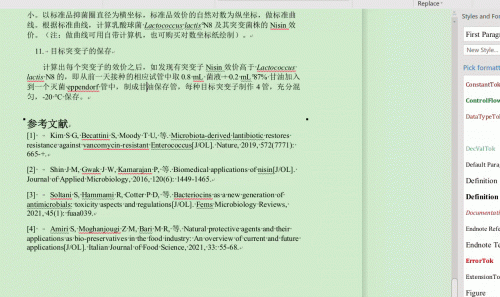 Replace
小。以标准品抑菌圈直径为横坐标，标准品效价的自然对数为纵坐标，做标准曲
线。根据标准曲线，计算乳酸球菌 Lactococcus lactis N8 及其突变菌株的 Nisin 效
价。（注：做曲线可用自带计算机，也可购买对数坐标纸绘制）。
11. 目标突变子的保存。
计算出每个突变子的效价之后，如发现有突变子 Nisin 效价高于 Lactococcus
lactis N8 的，即从前一天接种的相应试管中取 0.8 mL 菌液＋0.2 mL 87% 甘油加入
到一个灭菌 eppendorf 管中，制成甘油保存管，每种目标突变子制作 4 管，充分混
匀，-20 °C 保存。
参考文献
[1] Kim S G, Becattini S, Moody T U, 等. Microbiota-derived lantibiotic restores
resistance against vancomycin-resistant Enterococcus[J/OL]. Nature, 2019, 572(7771):
665-.
[2] Shin J M, Gwak J W, Kamarajan P, 等. Biomedical applications of nisin[J/OL].
Journal of Applied Microbiology, 2016, 120(6): 1449-1465.
[3] Soltani S, Hammami R, Cotter P D, 等. Bacteriocins as a new generation of
antimicrobials: toxicity aspects and regulations[J/OL]. Fems Microbiology Reviews,
2021, 45(1): fuaa039.
[4] Amiri S, Moghanjougi Z M, Bari M R, 等. Natural protective agents and their
applications as bio-preservatives in the food industry: An overview of current and future
applications[J/OL]. Italian Journal of Food Science, 2021, 33: 55-68.
Styles and For
First Parag
New Style...
Pick formatti
ConstantTok
ControlFlow
DataTypeTo
DecValTok
Default Para
Definition
Definition
Documentati
Endnote Refe
Endnote Te
ErrorTok
ExtensionTo
Figure